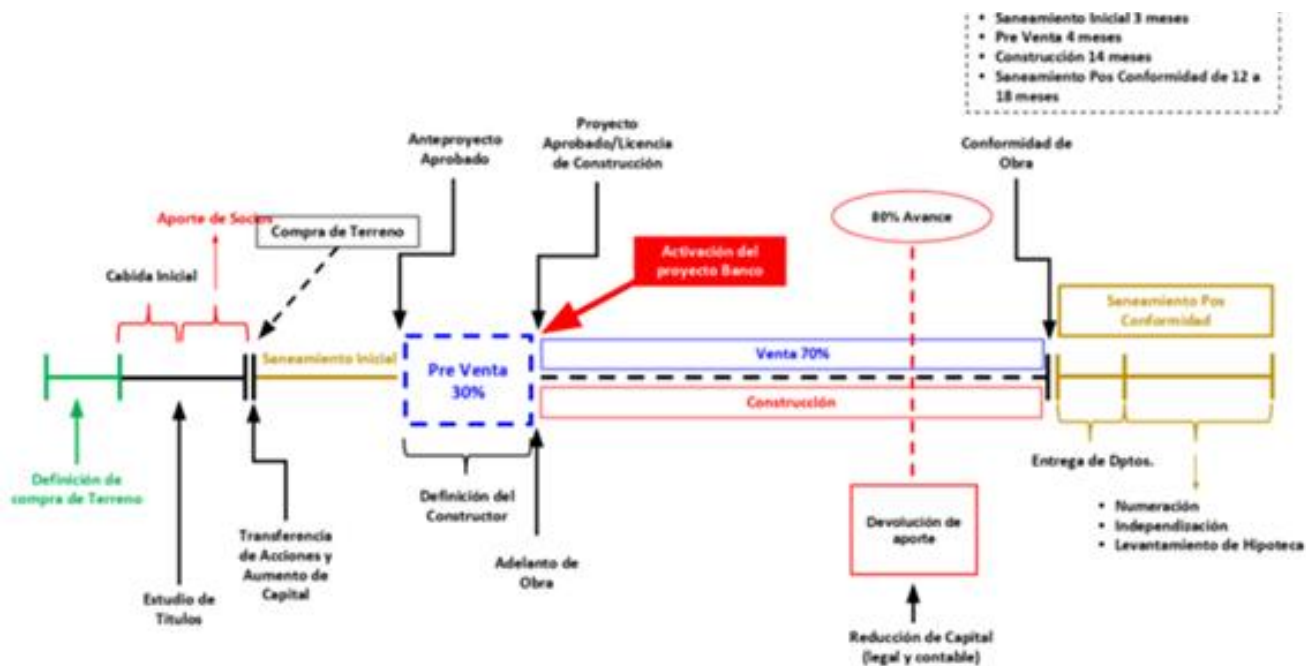 • Saneamiento Inicial 3 meses
• Pre Venta 4 meses
• Construcción 14 meses
• Saneamiento Pos Conformidad de 12 a
18 meses
Anteproyecto
Aprobado
Proyecto
Aprobado/Licencia
de Construcción
Conformidad de
Obra
Aporte de Socios
Compra de Terreno
80% Avance
Cabida Inicial
Activación del
proyecto Banco
Saneamiento Pos
Conformidad
Saneamiento Inicial
Pre Venta
30%
Venta 70%
Construcción
Definición de
compra de Terreno
Estudio de
Titulos
Transferencia
de Acciones y
Aumento de
Capital
Definición del
Constructor
Adelanto de
Obra
Devolución de
aporte
Reducción de Capital
(legal y contable)
Entrega de Dptos.
• Numeración
• Independización
• Levantamiento de Hipoteca